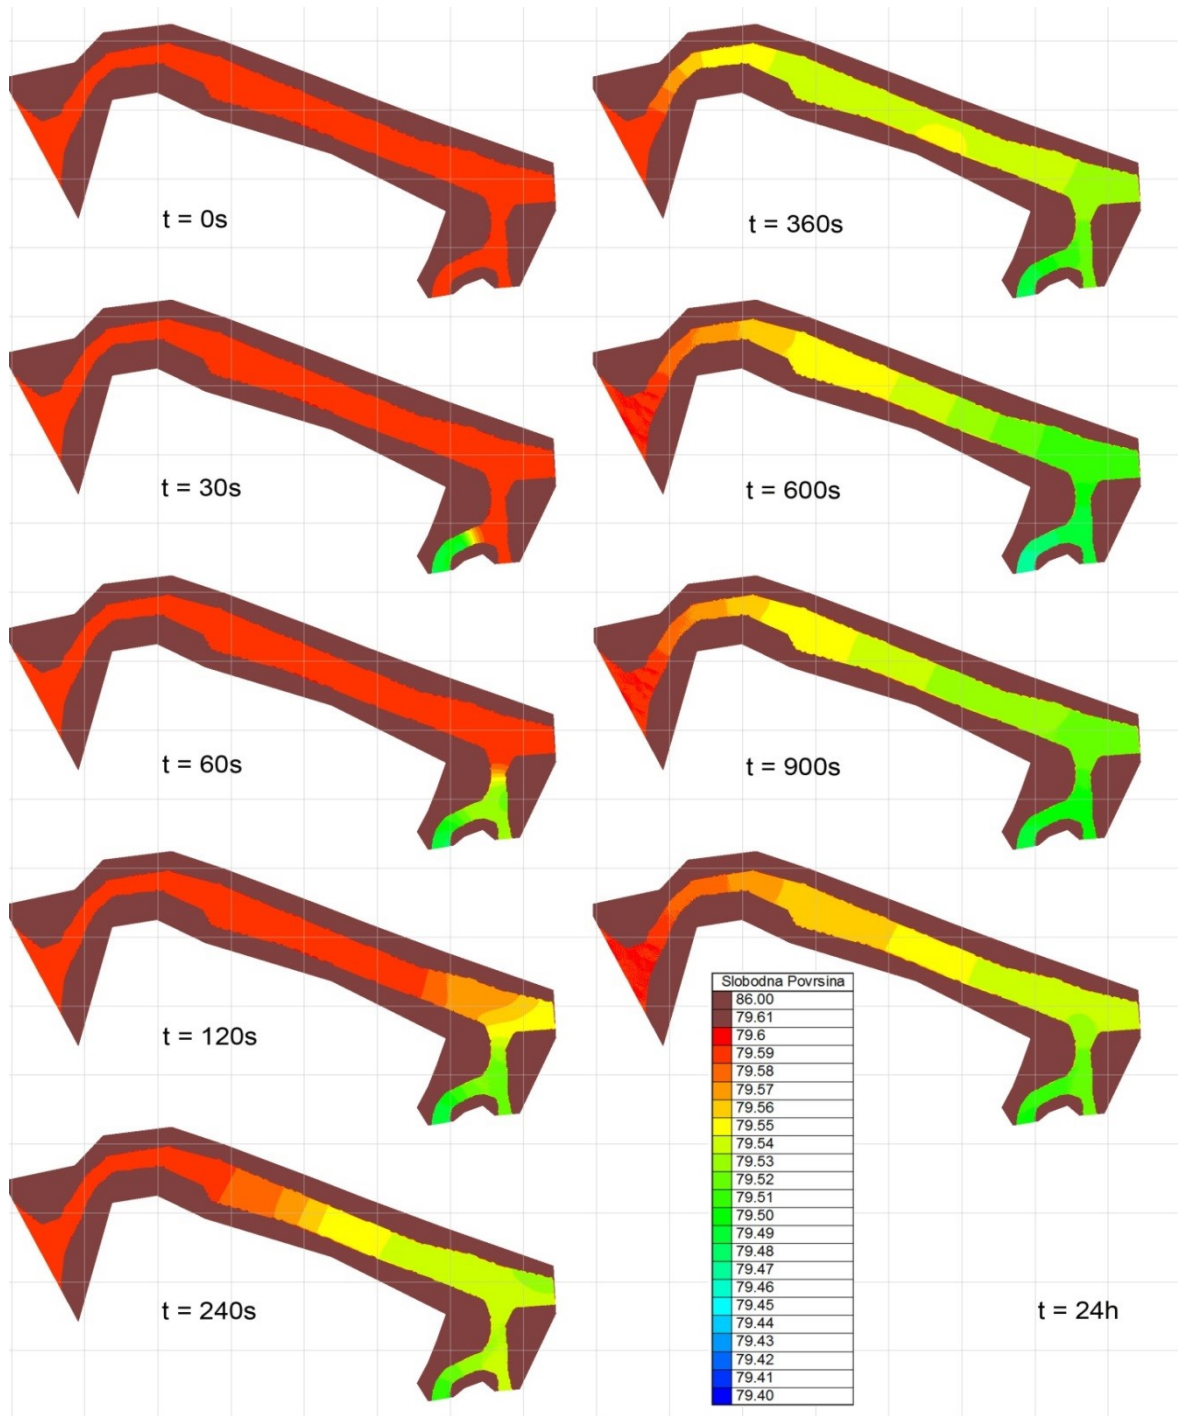 t = 0s
t = 30s
t = 60s
t = 120s
t = 240s
t = 360s
t = 600s
t = 900s
t = 24h
Slobodna Povrsina
86.00
79.61
79.6
79.59
79.58
79.57
79.56
79.55
79.54
79.53
79.52
79.51
79.50
79.49
79.48
79.47
79.46
79.45
79.44
79.43
79.42
79.41
79.40